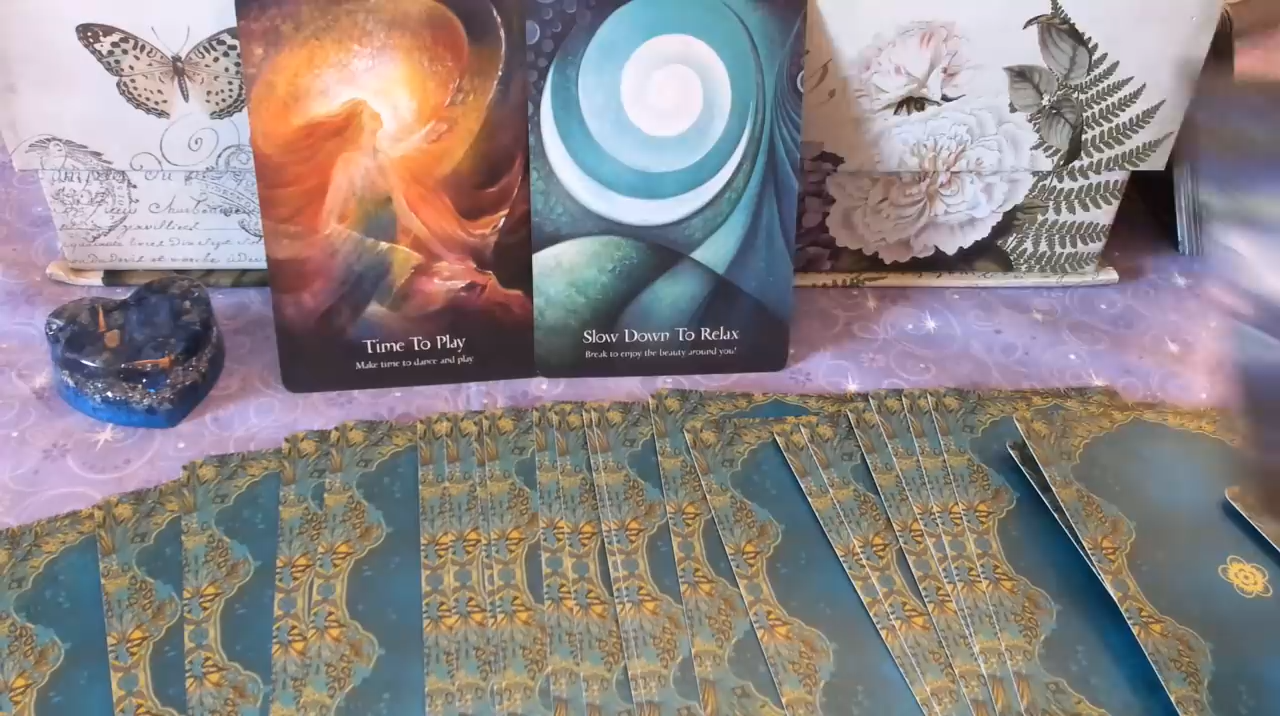 Time To Play
Make time to dance and play
Slow Down To Relax
Break to enjoy the beauty around you!